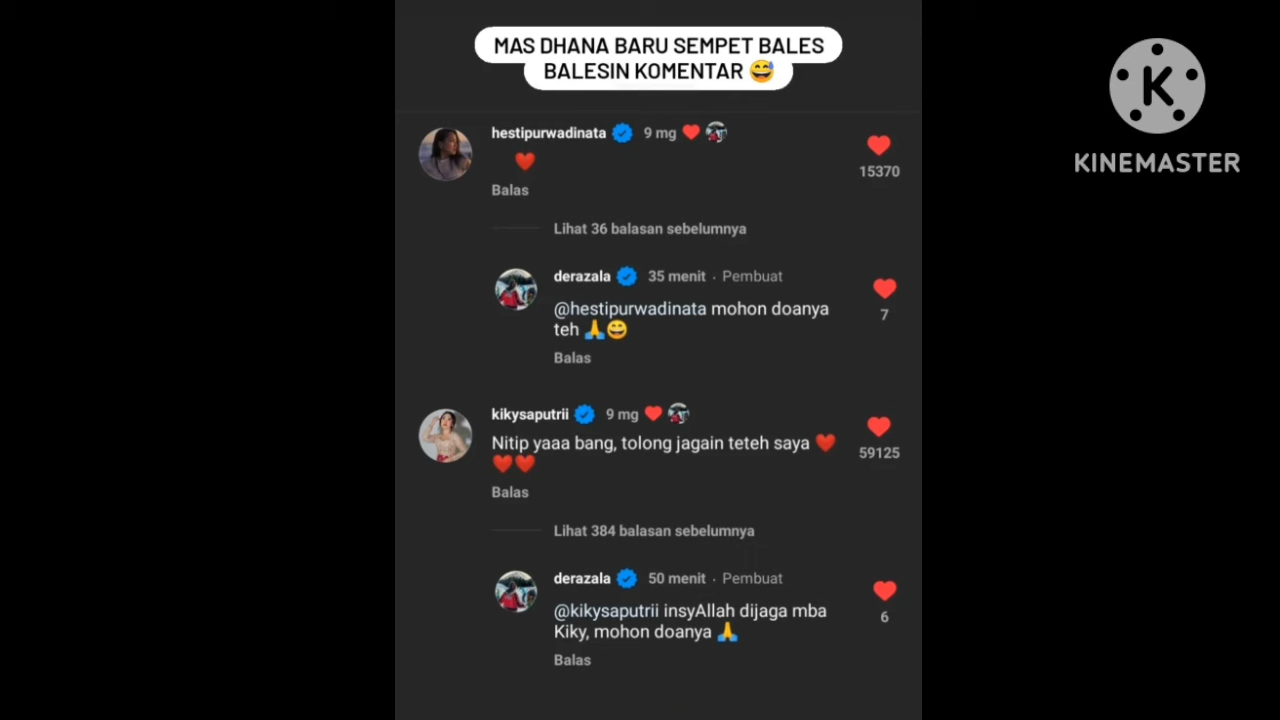 MAS DHANA BARU SEMPET BALES
BALESIN KOMENTAR 😅
K
KINEMASTER
hestipurwadinata 9 mg ❤️
❤️
15370
Balas
Lihat 36 balasan sebelumnya
derazala 35 menit · Pembuat
@hestipurwadinata mohon doanya
teh 🙏😄
7
Balas
kikysaputrii 9 mg ❤️
Nitip yaaa bang, tolong jagain teteh saya ❤️
❤️❤️
59125
Balas
Lihat 384 balasan sebelumnya
derazala 50 menit · Pembuat
@kikysaputrii insyAllah dijaga mba
Kiky, mohon doanya 🙏
6
Balas